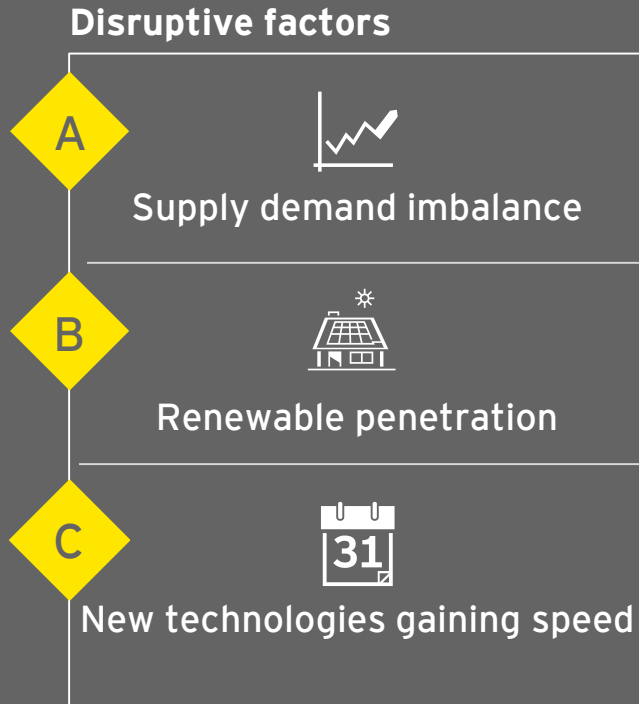 Disruptive factors
A
Supply demand imbalance
B
Renewable penetration
C
31
New technologies gaining speed